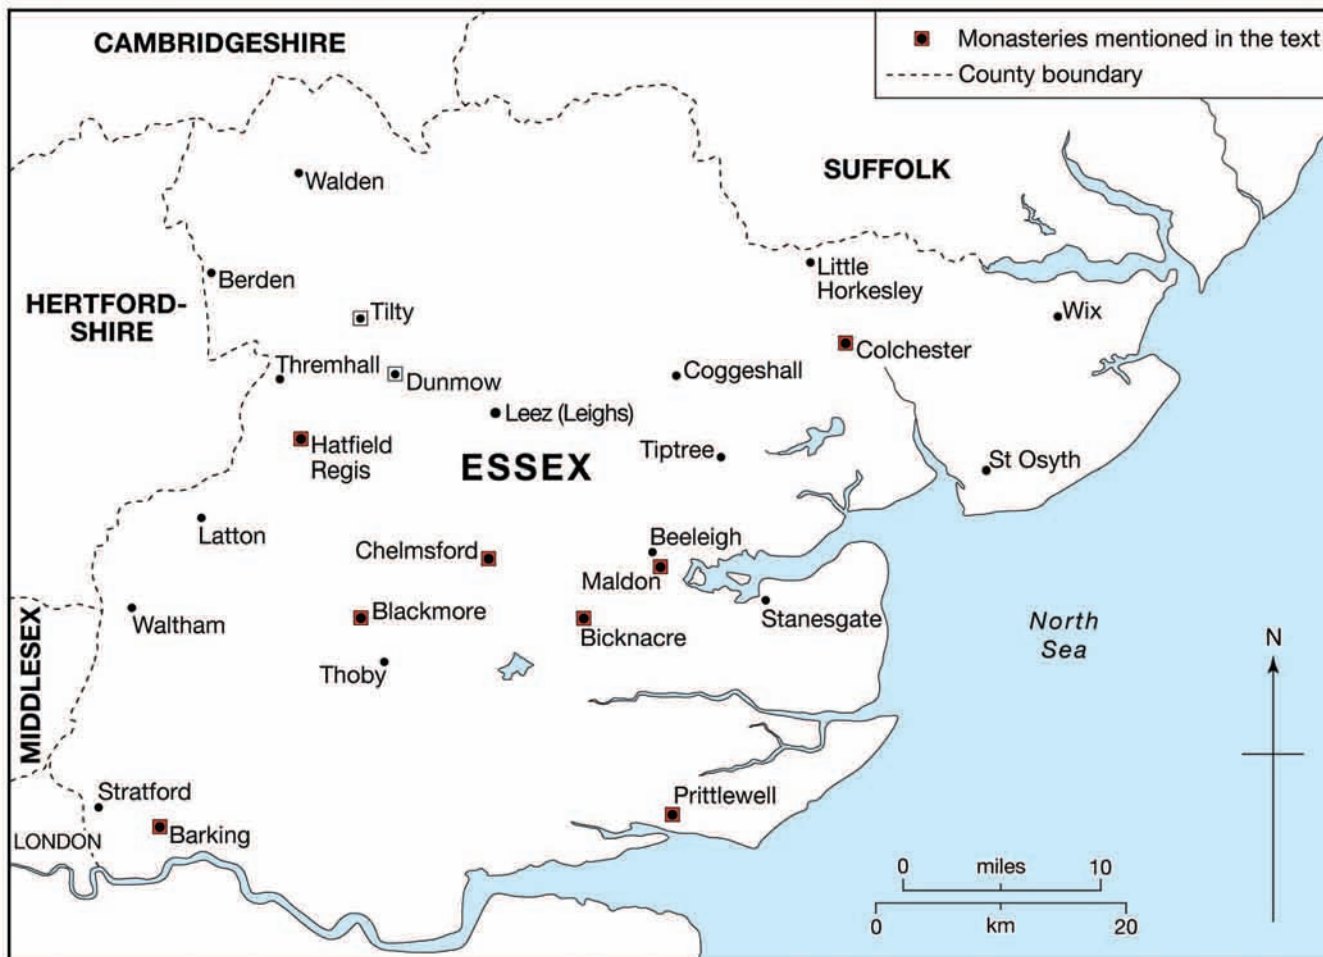 CAMBRIDGESHIRE
Monasteries mentioned in the text
County boundary
SUFFOLK
Walden
Berden
Little
Horkesley
HERTFORD-
SHIRE
Tilty
Wix
Colchester
Thremhall
Dunmow
Coggeshall
Leez (Leighs)
Hatfield
Regis
ESSEX
Tiptree
St Osyth
Latton
Chelmsford
Beeleigh
Maldon
Blackmore
Waltham
Bicknacre
Stanesgate
North
Sea
N
Thoby
MIDDLESEX
Stratford
Prittlewell
LONDON
Barking
0 miles 10
0 km 20